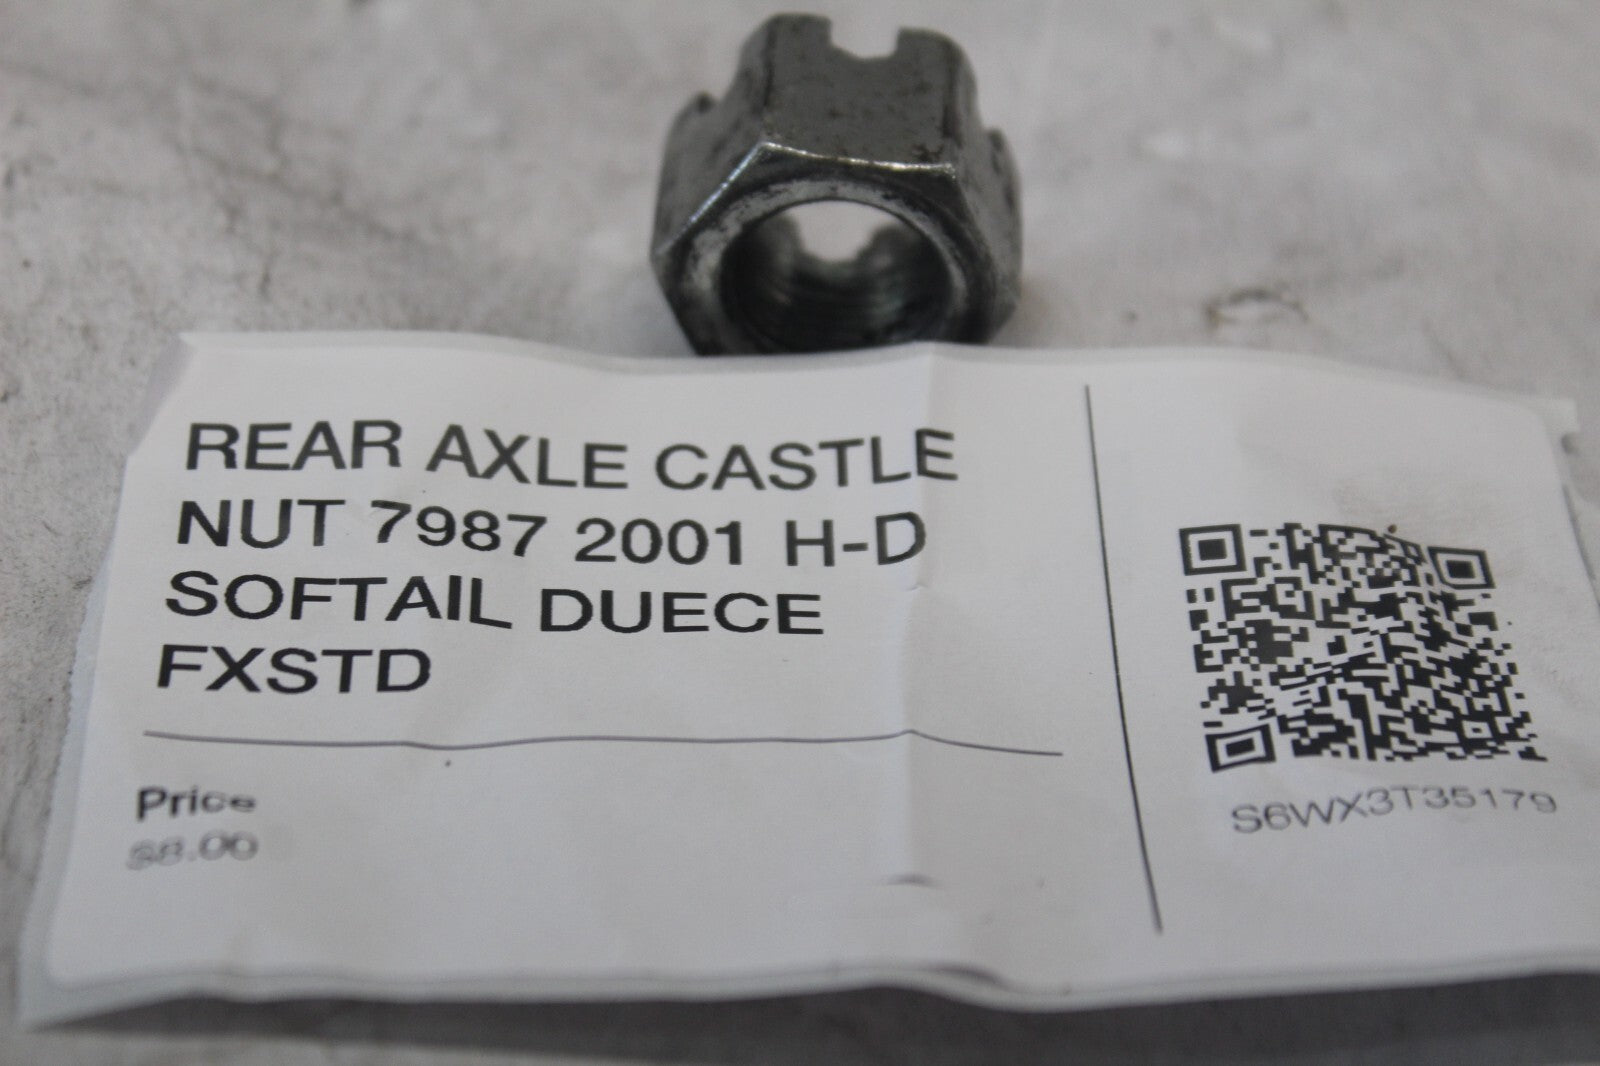 REAR AXLE CASTLE
NUT 7987 2001 H-D
SOFTAIL DUECE
FXSTD
Price
$8.00
S6WX3T35179